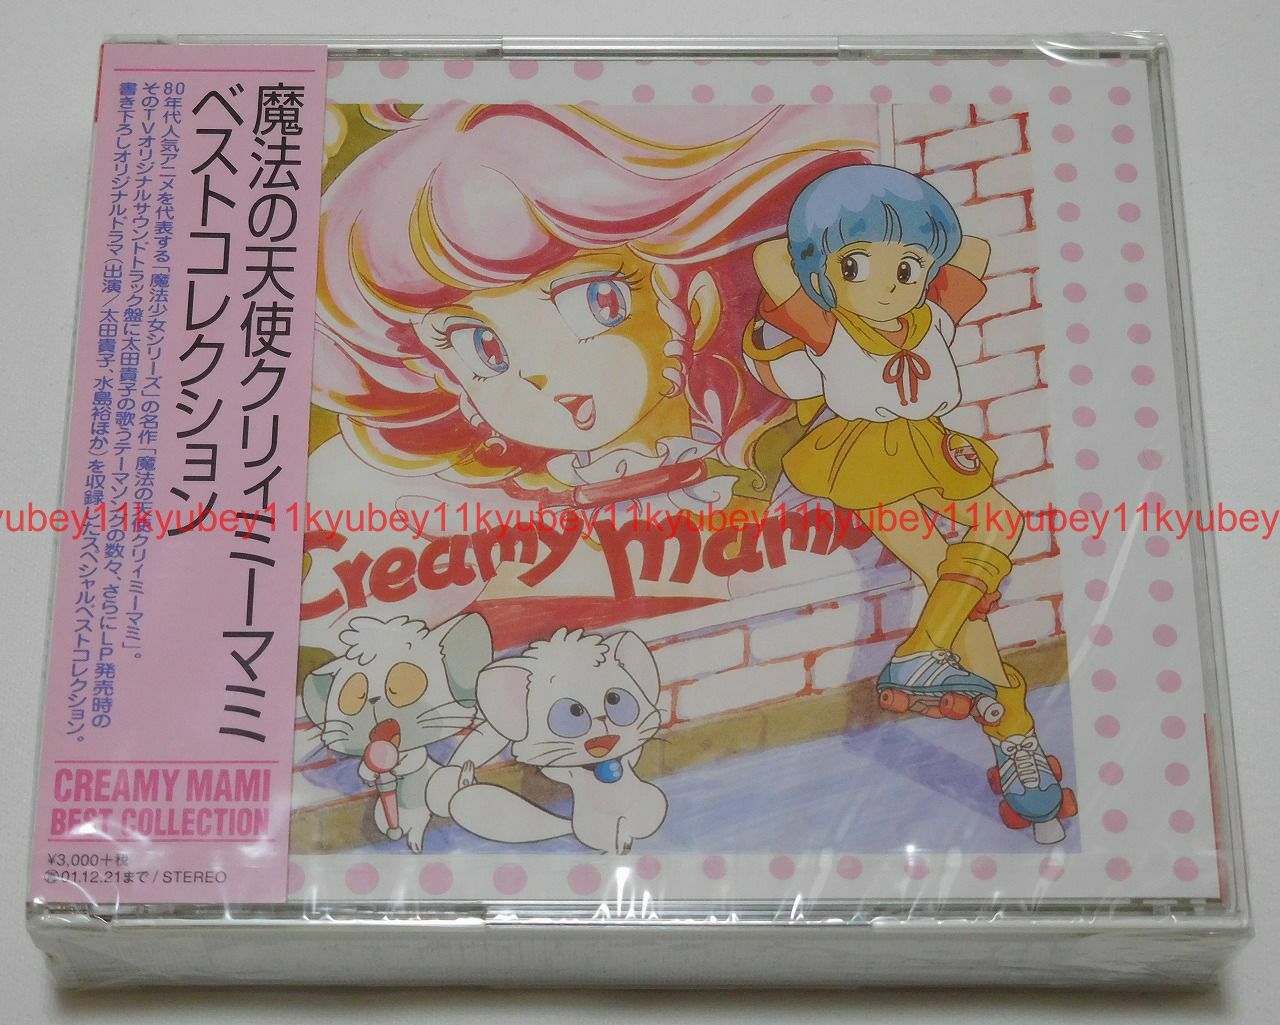 魔法の天使クリィミーマミ
ベストコレクション
80年代人気アニメを代表する「魔法少女シリーズ」の名作「魔法の天使クリィミーマミ」。
そのTVオリジナルサウンドトラック盤に太田貴子の歌うテーマソングの数々、さらにLP発売時の
書き下ろしオリジナルドラマ(出演/太田貴子、水島裕ほか)を収録したスペシャルベストコレクション。
CREAMY MAMI
BEST COLLECTION
¥3,000+税
01.12.21まで/STEREO
Creamy Mami
kyubey11kyubey11kyubey11kyubey11kyubey11kyubey11kyubey11kyubey